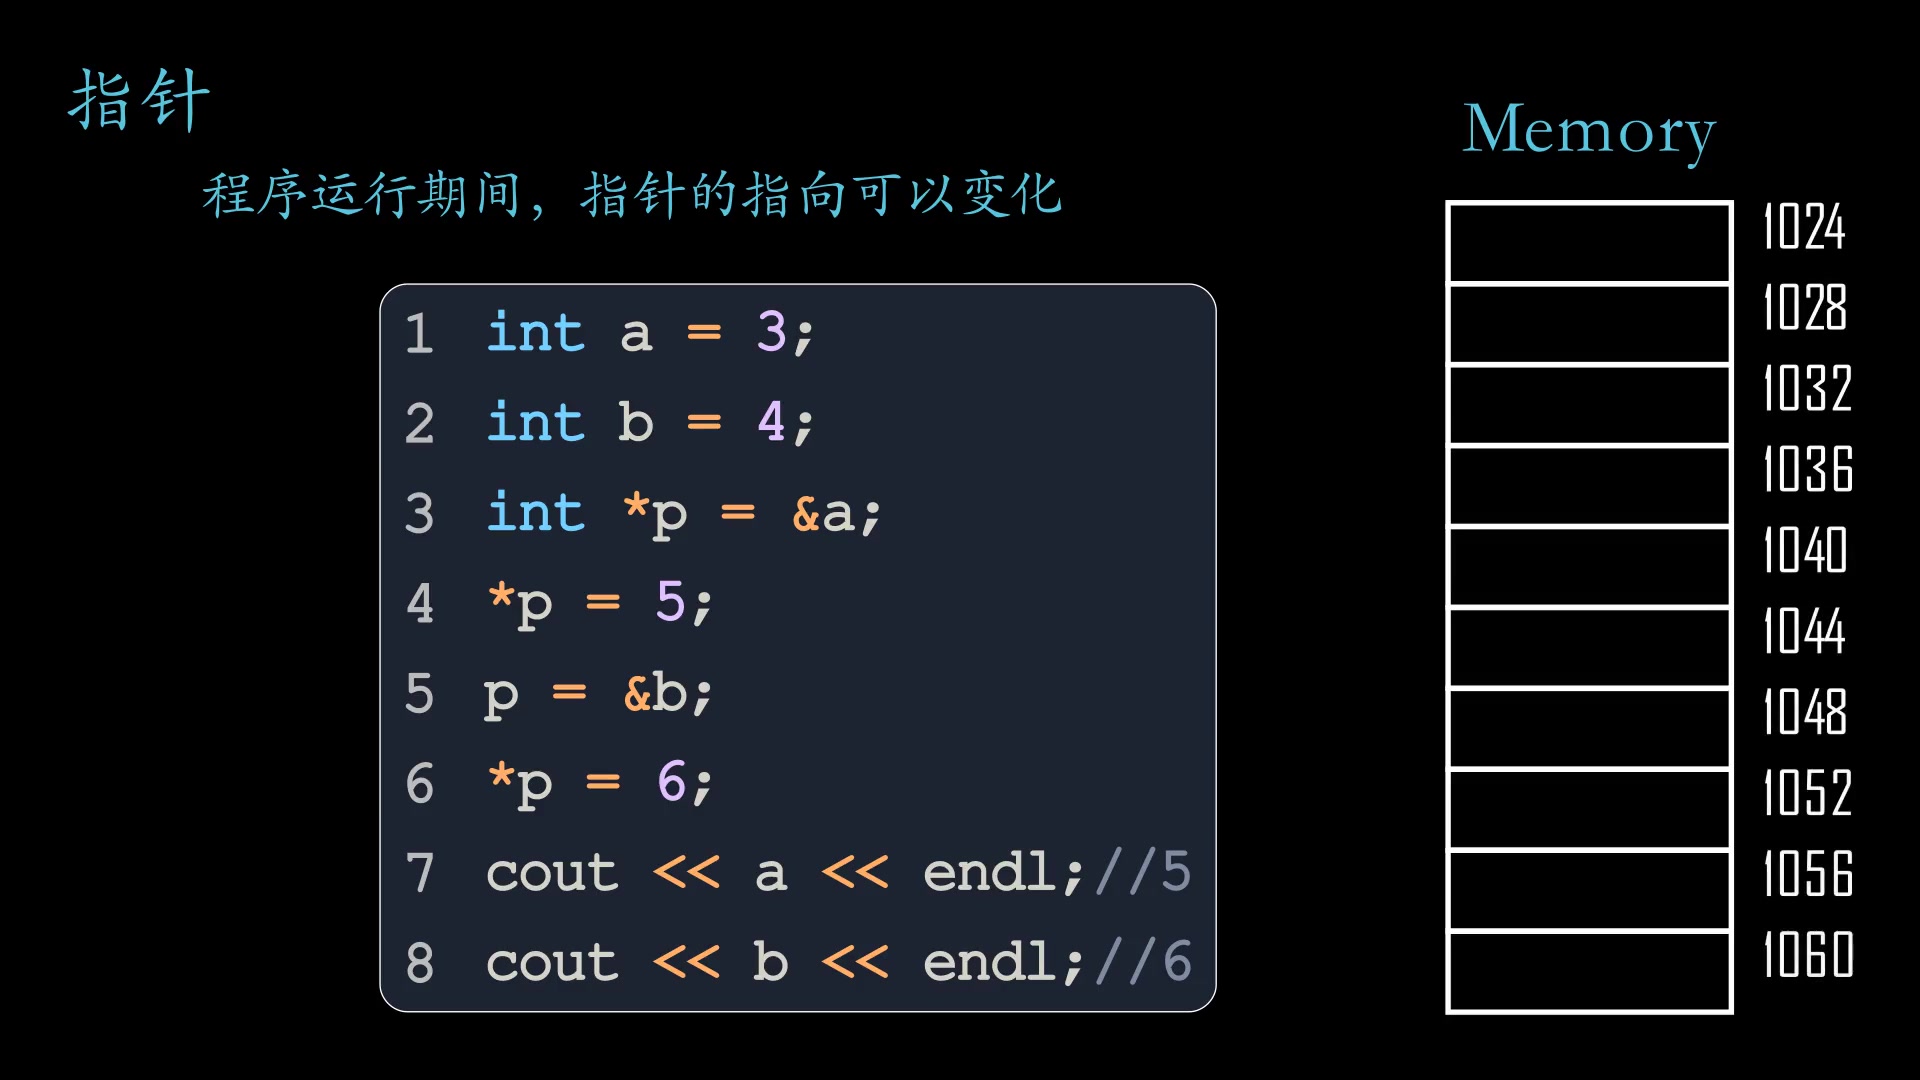 指针
程序运行期间，指针的指向可以变化
1 int a = 3;
2 int b = 4;
3 int *p = &a;
4 *p = 5;
5 p = &b;
6 *p = 6;
7 cout << a << endl;//5
8 cout << b << endl;//6
Memory
1024
1028
1032
1036
1040
1044
1048
1052
1056
1060